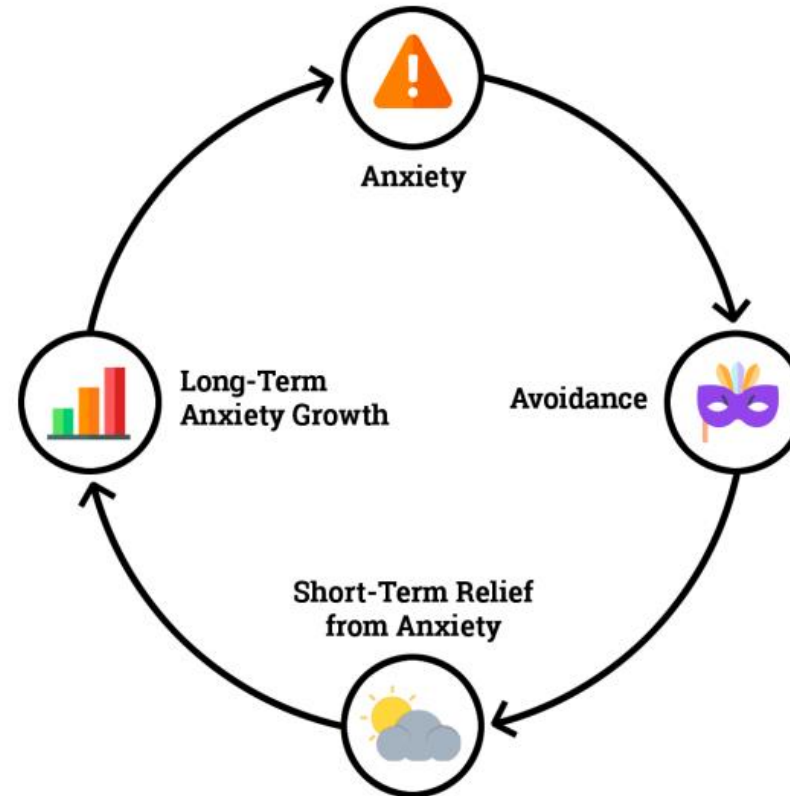 Anxiety
Avoidance
Short-Term Relief
from Anxiety
Long-Term
Anxiety Growth